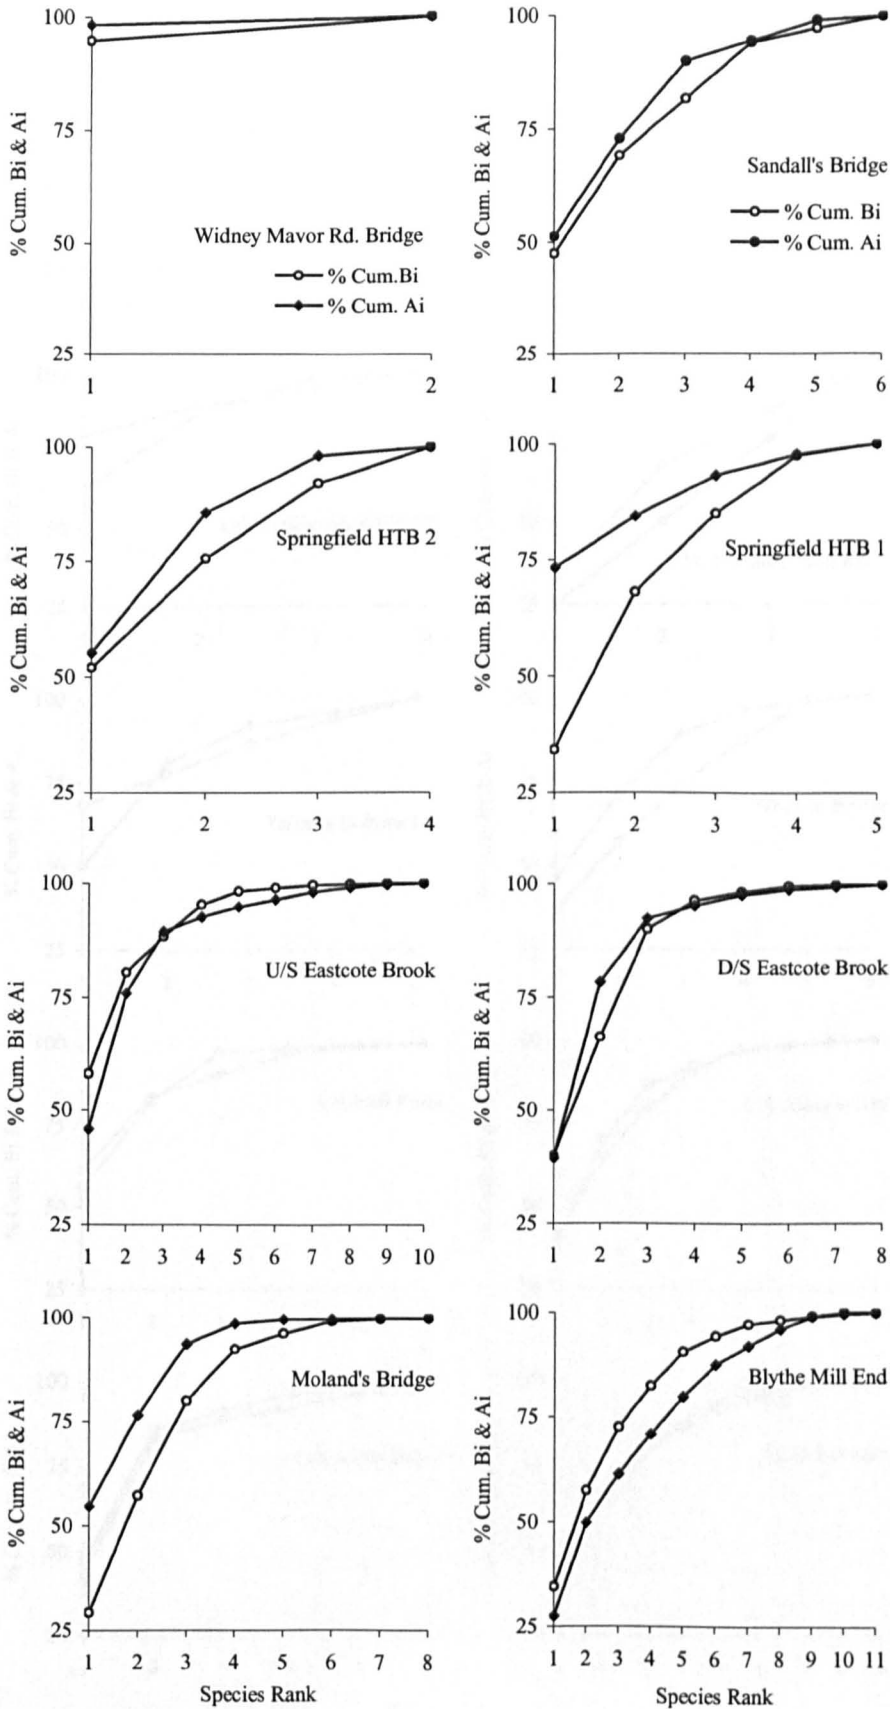 100
75
50
25
% Cum. Bi & Ai
Widney Mavor Rd. Bridge
% Cum.Bi
% Cum. Ai
1 2
100
75
50
25
% Cum. Bi & Ai
Sandall's Bridge
% Cum. Bi
% Cum. Ai
1 2 3 4 5 6
100
75
50
25
% Cum. Bi & Ai
Springfield HTB 2
1 2 3 4
100
75
50
25
% Cum. Bi & Ai
Springfield HTB 1
1 2 3 4 5
100
75
50
25
% Cum. Bi & Ai
U/S Eastcote Brook
1 2 3 4 5 6 7 8 9 10
100
75
50
25
% Cum. Bi & Ai
D/S Eastcote Brook
1 2 3 4 5 6 7 8
100
75
50
25
% Cum. Bi & Ai
Moland's Bridge
1 2 3 4 5 6 7 8
Species Rank
100
75
50
25
% Cum. Bi & Ai
Blythe Mill End
1 2 3 4 5 6 7 8 9 10 11
Species Rank